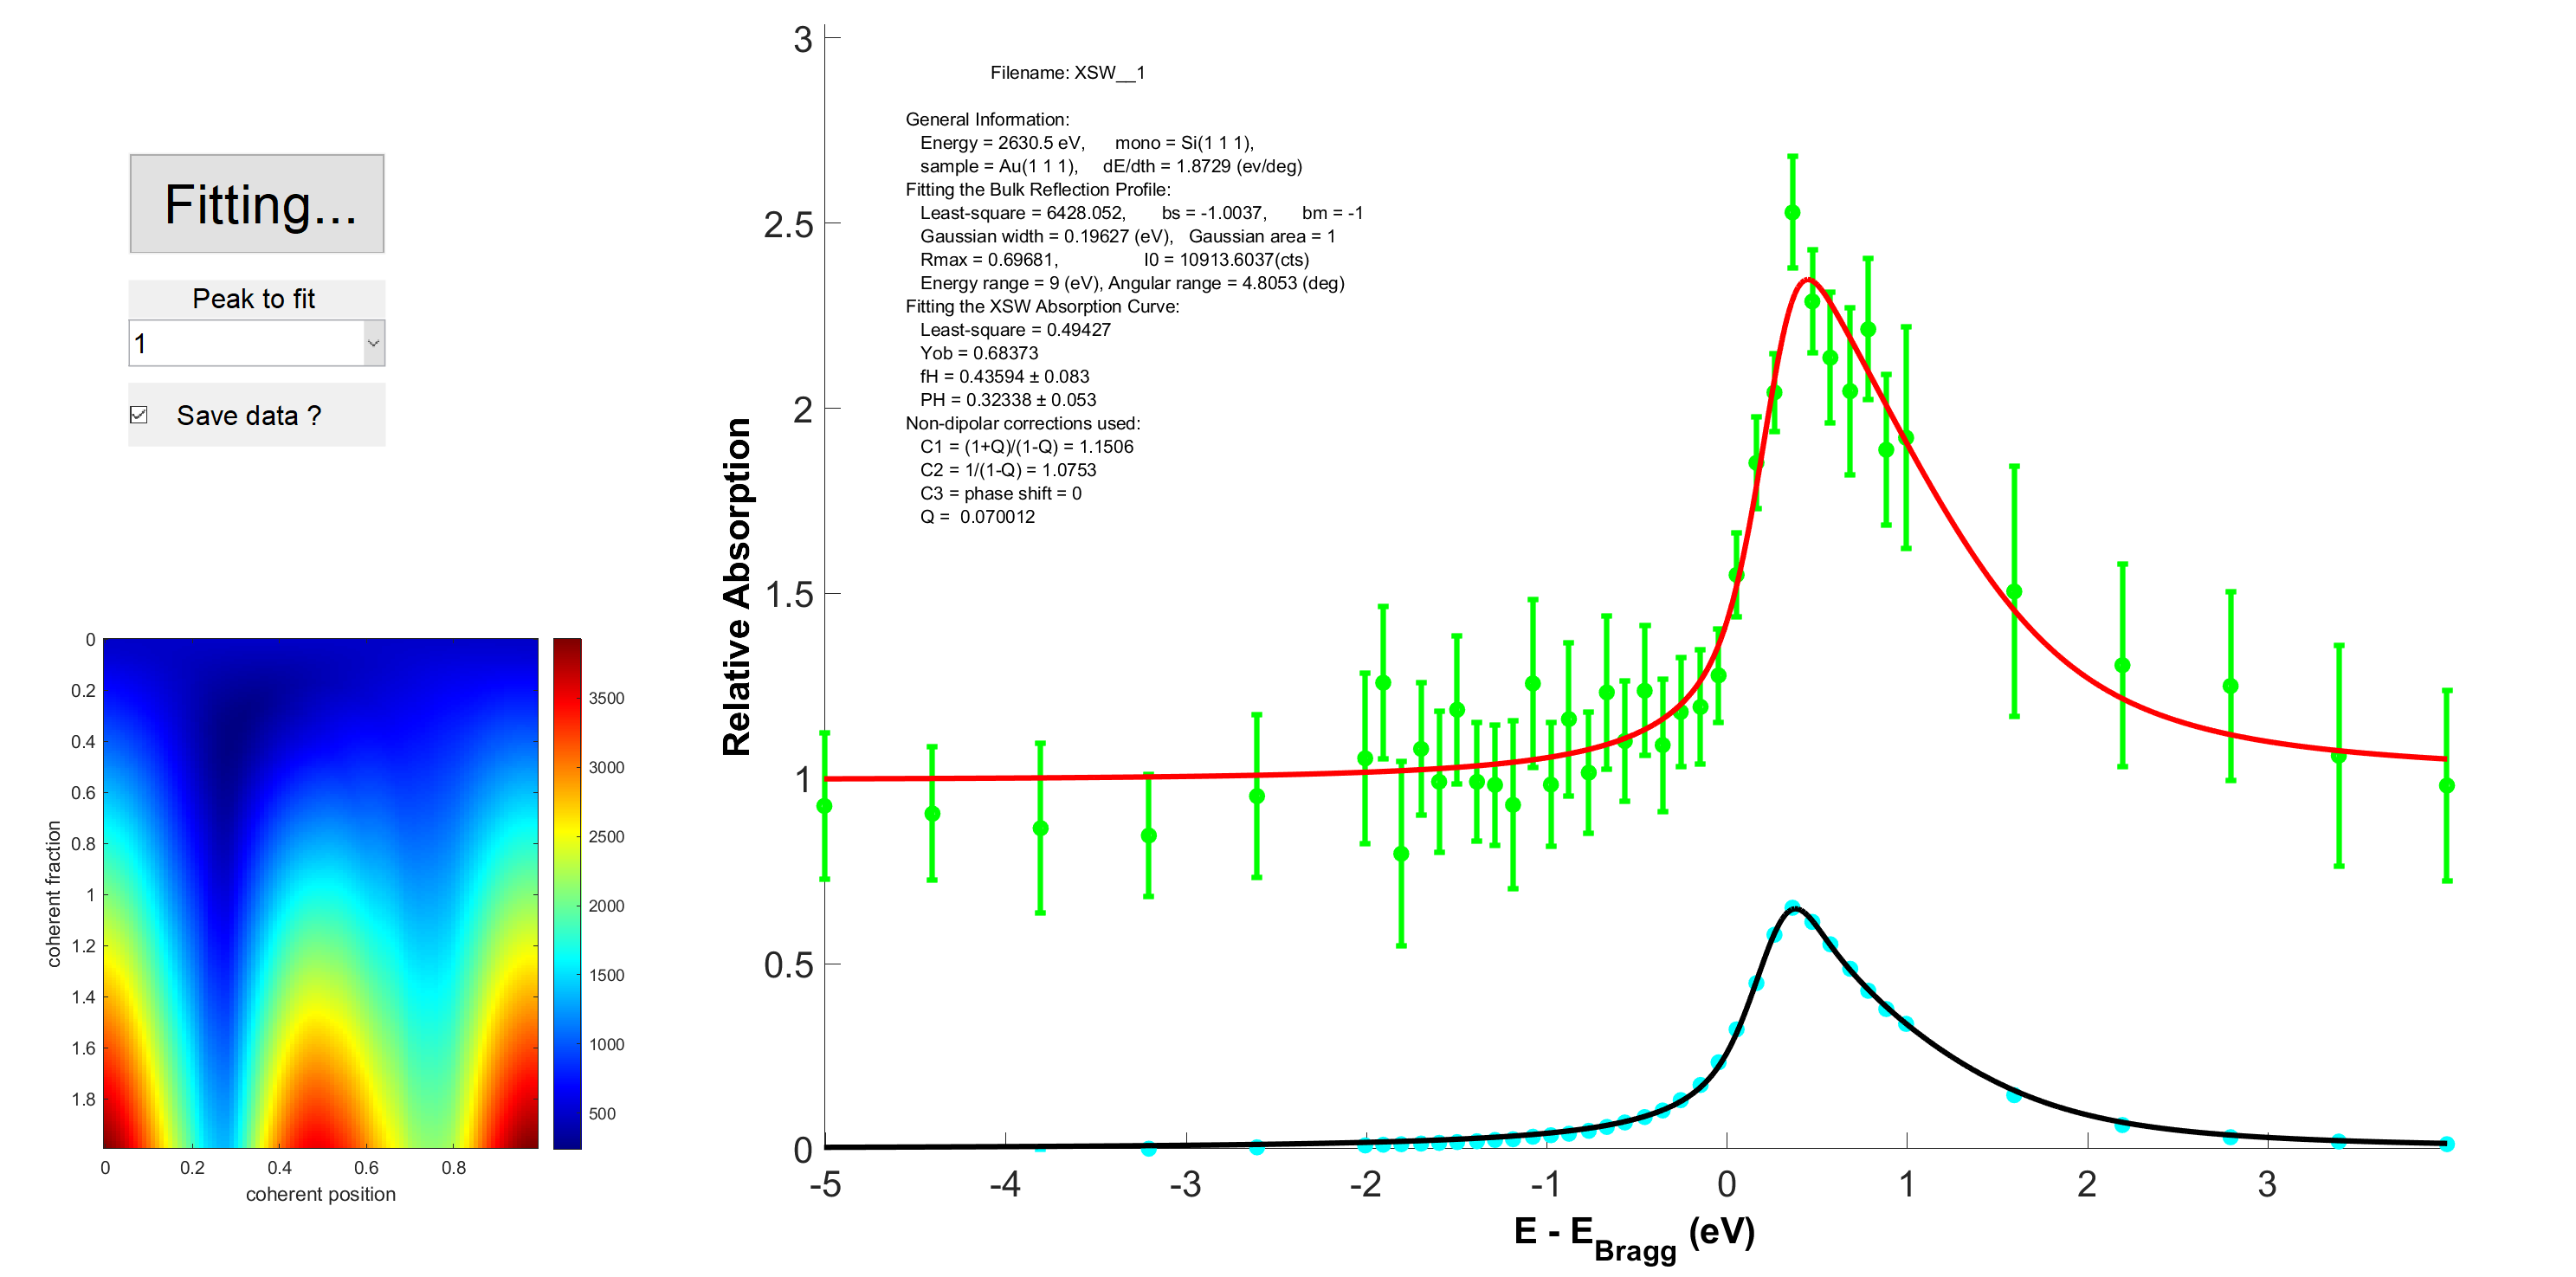 Fitting...
Peak to fit
1
Save data ?
0
0.2
0.4
0.6
0.8
1
1.2
1.4
1.6
1.8
coherent fraction
0
0.2
0.4
0.6
0.8
coherent position
3500
3000
2500
2000
1500
1000
500
3
2.5
2
1.5
1
0.5
0
Relative Absorption
Filename: XSW__1
General Information:
Energy = 2630.5 eV, mono = Si(1 1 1),
sample = Au(1 1 1), dE/dth = 1.8729 (ev/deg)
Fitting the Bulk Reflection Profile:
Least-square = 6428.052, bs = -1.0037, bm = -1
Gaussian width = 0.19627 (eV), Gaussian area = 1
Rmax = 0.69681, I0 = 10913.6037(cts)
Energy range = 9 (eV), Angular range = 4.8053 (deg)
Fitting the XSW Absorption Curve:
Least-square = 0.49427
Yob = 0.68373
fH = 0.43594 ± 0.083
PH = 0.32338 ± 0.053
Non-dipolar corrections used:
C1 = (1+Q)/(1-Q) = 1.1506
C2 = 1/(1-Q) = 1.0753
C3 = phase shift = 0
Q = 0.070012
-5
-4
-3
-2
-1
0
1
2
3
E - EBragg (eV)